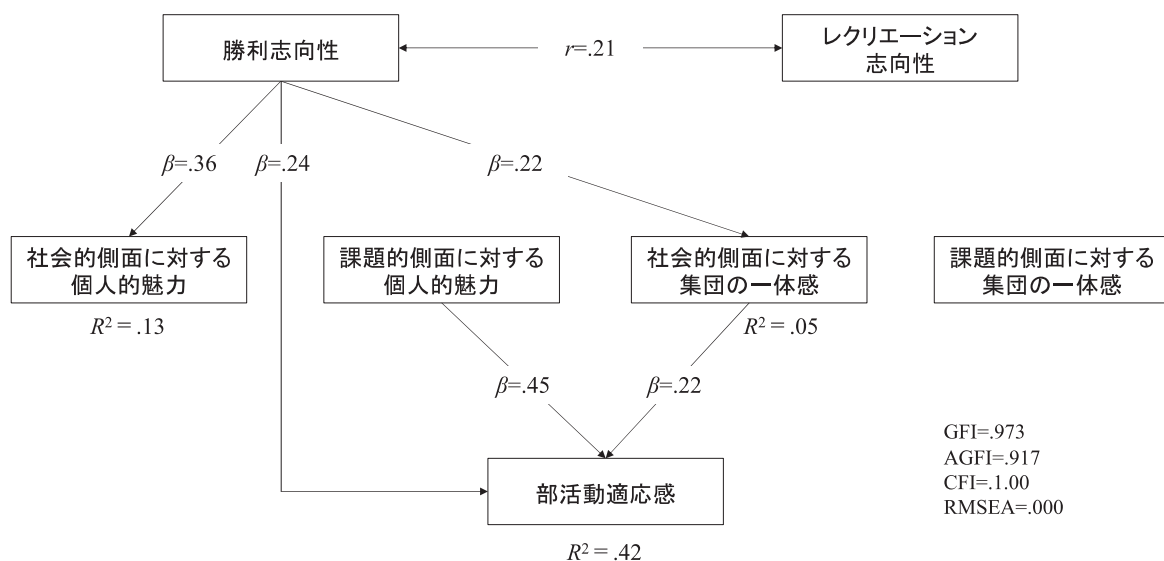 勝利志向性
r=.21
レクリエーション
志向性
β=.36
β=.24
β=.22
社会的側面に対する
個人的魅力
課題的側面に対する
個人的魅力
社会的側面に対する
集団の一体感
課題的側面に対する
集団の一体感
R² = .13
R² = .05
β=.45
β=.22
GFI=.973
AGFI=.917
CFI=.1.00
RMSEA=.000
部活動適応感
R² = .42